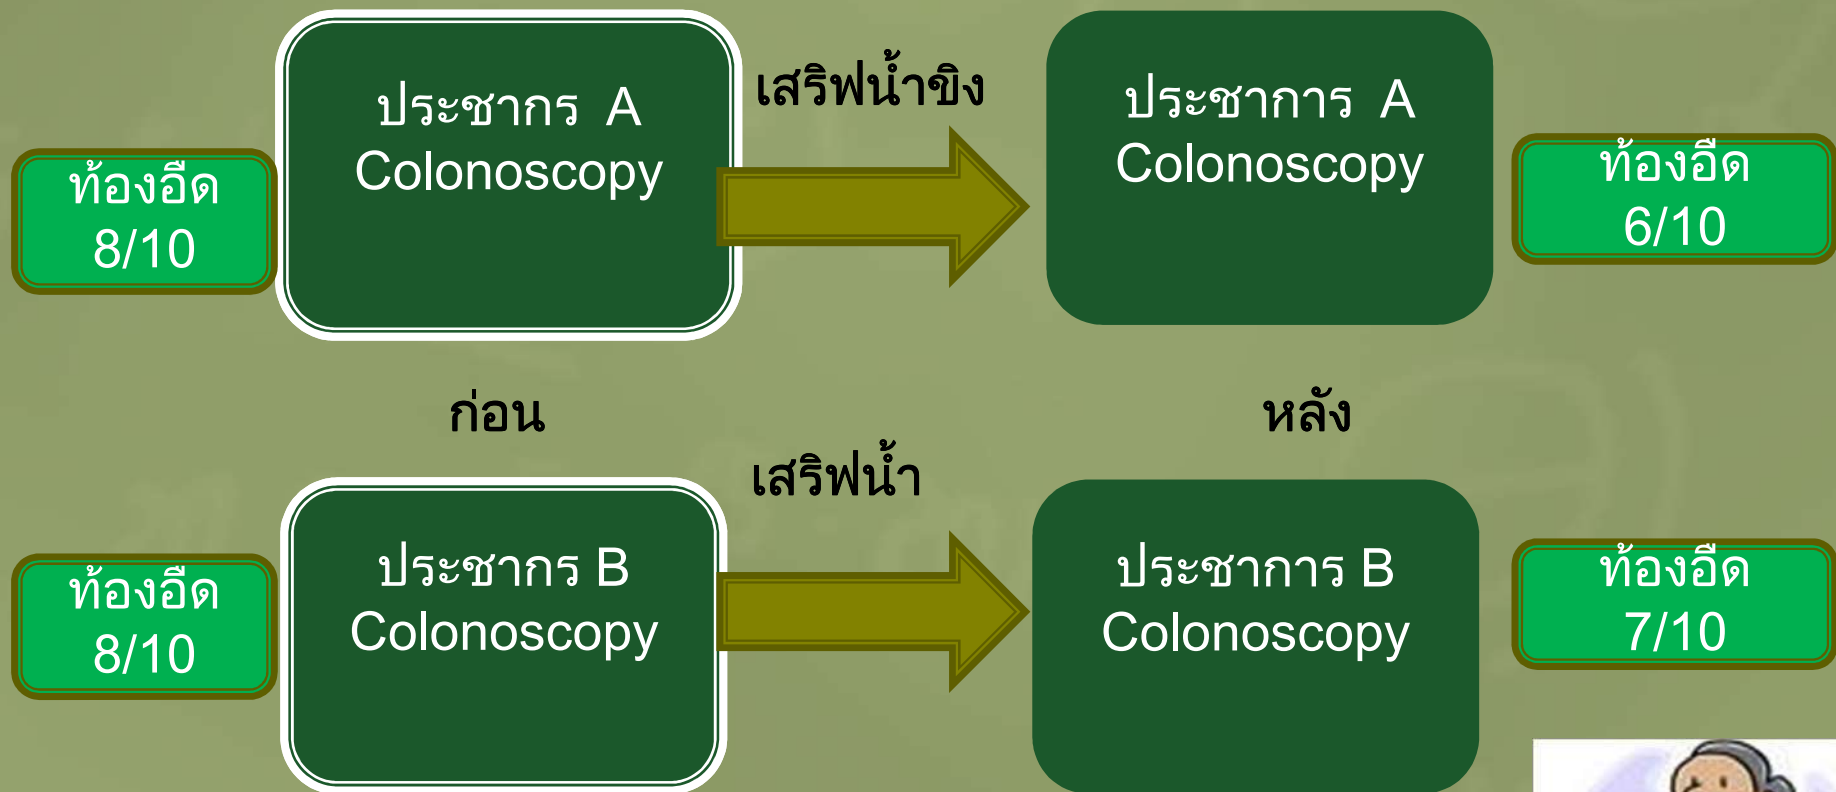 ประชากร A
Colonoscopy
เสริฟน้ำขิง
ประชาการ A
Colonoscopy
ท้องอืด
8/10
ท้องอืด
6/10
ก่อน
หลัง
เสริฟน้ำ
ประชากร B
Colonoscopy
ประชาการ B
Colonoscopy
ท้องอืด
8/10
ท้องอืด
7/10